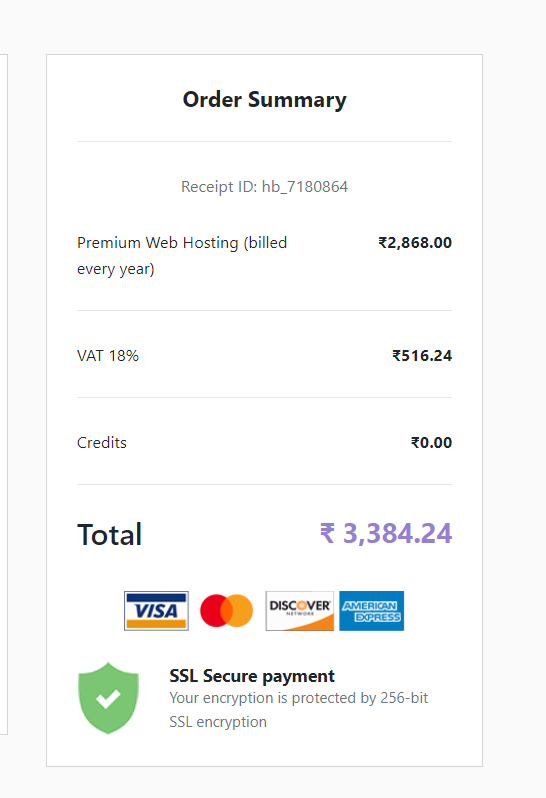 Order Summary
Receipt ID: hb_7180864
Premium Web Hosting (billed
every year)
₹2,868.00
VAT 18%
₹516.24
Credits
₹0.00
Total
₹ 3,384.24
VISA
DISCOVER
NETWORK
AMERICAN
EXPRESS
SSL Secure payment
Your encryption is protected by 256-bit
SSL encryption